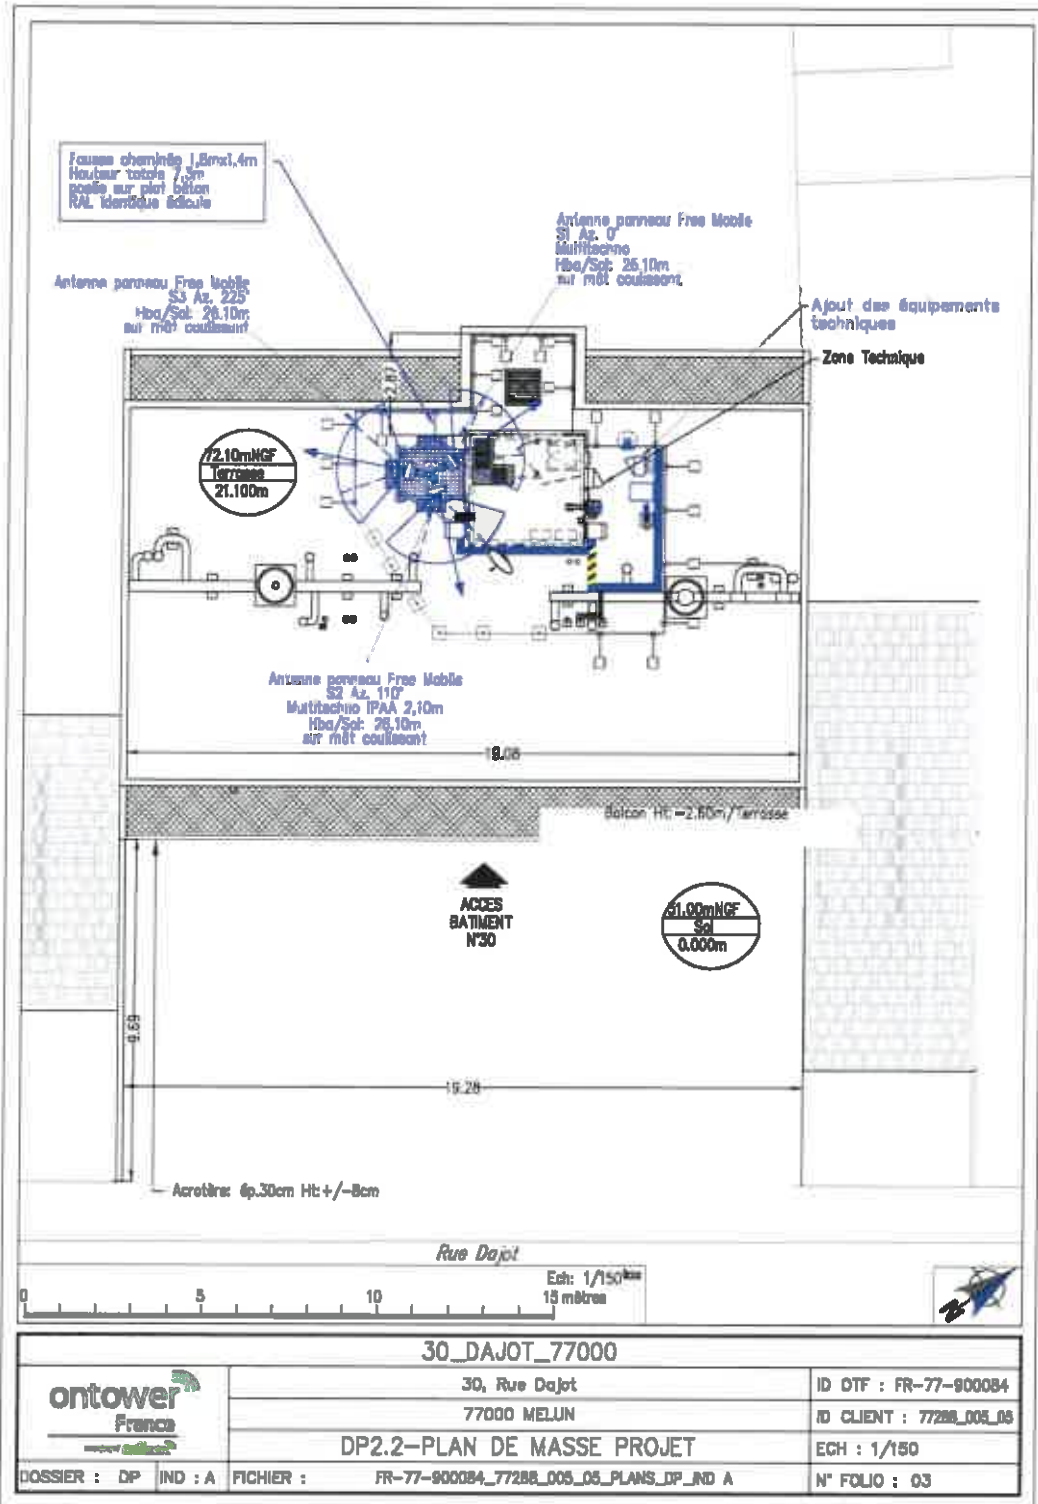 Fausse cheminée 1,8mx1,4m
Hauteur totale 7,5m
posée sur plot béton
RAL identique édicule
Antenne panneau Free Mobile
S1 Az. 0°
Multitechno
Hba/Sol: 26.10m
sur mât coulissant
Antenne panneau Free Mobile
S3 Az. 225°
Hba/Sol: 26.10m
sur mât coulissant
Ajout des équipements
techniques
Zone Technique
2.87
72.10mNGF
Terrasse
21.100m
Antenne panneau Free Mobile
S2 Az. 110°
Multitechno IPAA 2,10m
Hba/Sol: 26.10m
sur mât coulissant
19.08
Balcon Ht:-2.60m/Terrasse
ACCES
BATIMENT
N°30
51.00mNGF
Sol
0.000m
9.69
19.28
Acrotère: ép.30cm Ht:+/-8cm
Rue Dajot
Ech: 1/150
0 5 10 15 mètres
N
30_DAJOT_77000
ontower
France
30, Rue Dajot
ID OTF : FR-77-900084
77000 MELUN
ID CLIENT : 77288_005_05
DP2.2-PLAN DE MASSE PROJET
ECH : 1/150
DOSSIER : DP
IND : A
FICHIER :
FR-77-900084_77288_005_05_PLANS_DP_IND A
N° FOLIO : 03